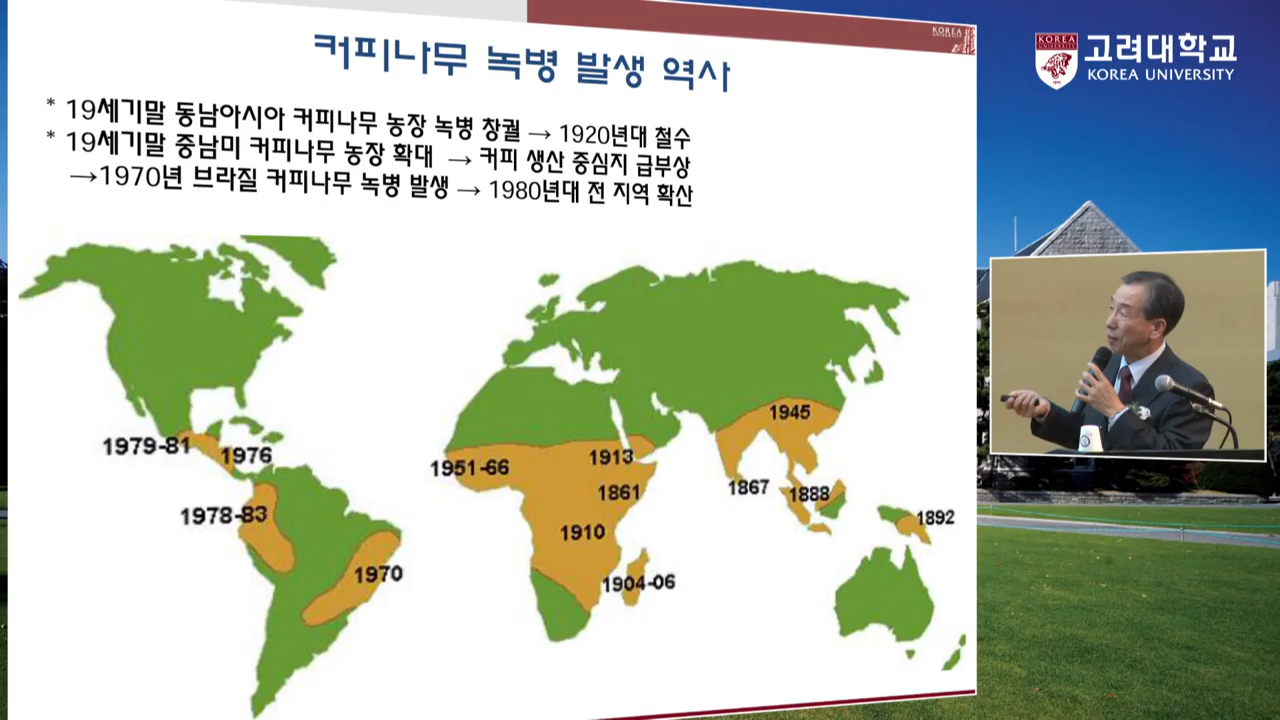 커피나무 녹병 발생 역사
* 19세기말 동남아시아 커피나무 농장 녹병 창궐 → 1920년대 철수
* 19세기말 중남미 커피나무 농장 확대 → 커피 생산 중심지 급부상
→1970년 브라질 커피나무 녹병 발생 → 1980년대 전 지역 확산
1945
1979-81
1976
1951-66
1913
1861
1867
1888
1978-83
1892
1910
1970
1904-06
KOREA
UNIVERSITY
KOREA
UNIVERSITY
고려대학교
KOREA UNIVERSITY